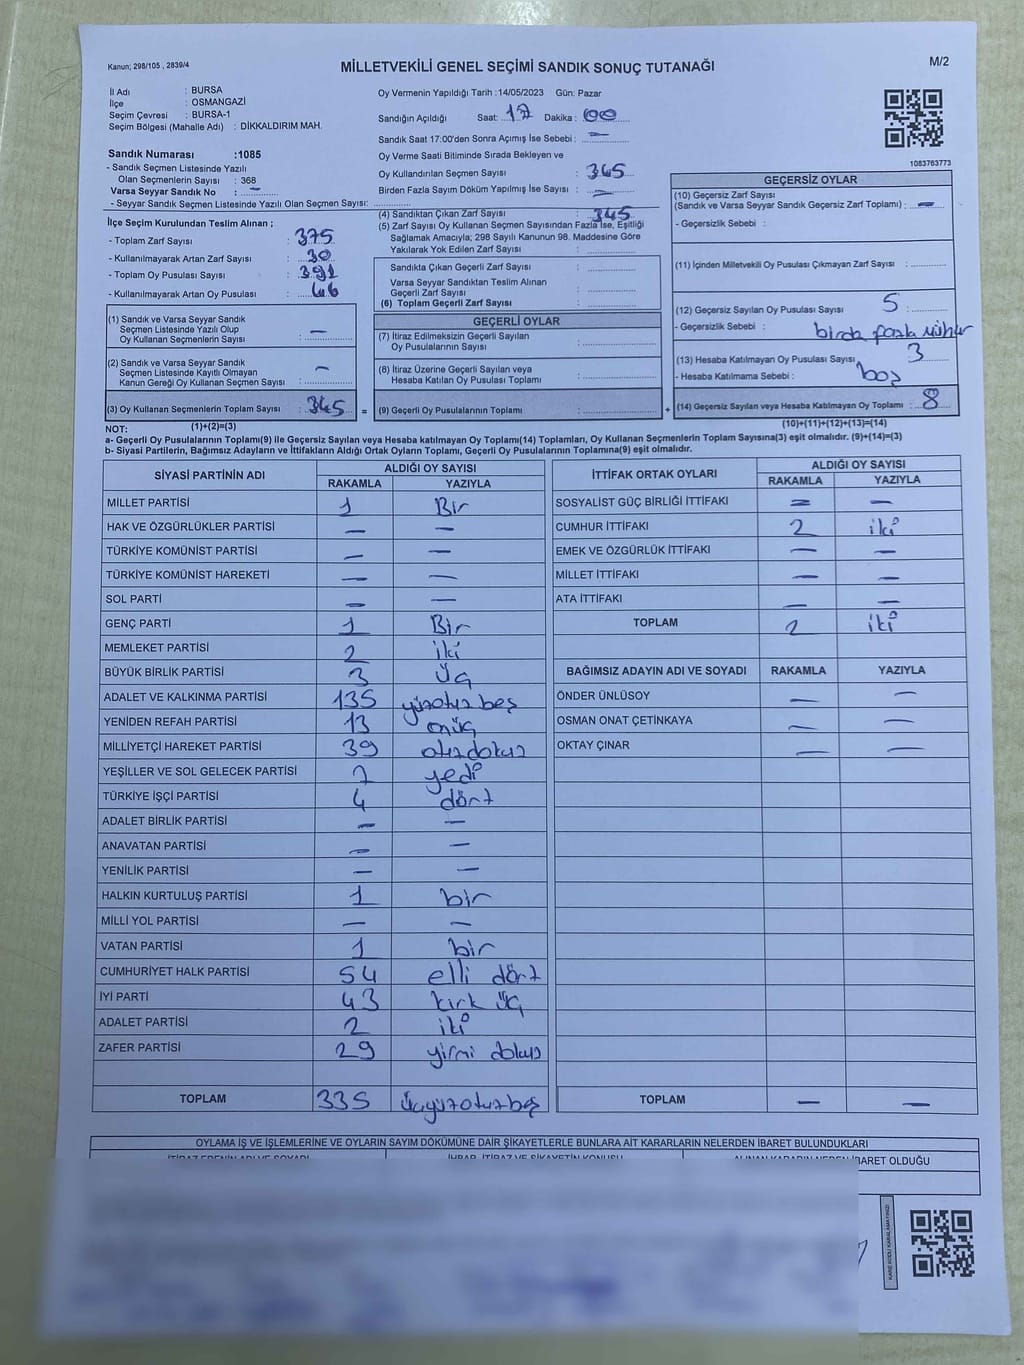 Kanun; 298/105 , 2839/4
MİLLETVEKİLİ GENEL SEÇİMİ SANDIK SONUÇ TUTANAĞI
M/2
İl Adı : BURSA
İlçe : OSMANGAZİ
Seçim Çevresi : BURSA-1
Seçim Bölgesi (Mahalle Adı) : DİKKALDIRIM MAH.
Sandık Numarası :1085
- Sandık Seçmen Listesinde Yazılı
Olan Seçmenlerin Sayısı : 368
Varsa Seyyar Sandık No : —
- Seyyar Sandık Seçmen Listesinde Yazılı Olan Seçmen Sayısı:
Oy Vermenin Yapıldığı Tarih :14/05/2023 Gün: Pazar
Sandığın Açıldığı Saat: 17 Dakika : 00
Sandık Saat 17:00'den Sonra Açımış İse Sebebi : —
Oy Verme Saati Bitiminde Sırada Bekleyen ve
Oy Kullandırılan Seçmen Sayısı : 345
Birden Fazla Sayım Döküm Yapılmış İse Sayısı : —
1083763773
İlçe Seçim Kurulundan Teslim Alınan ;
- Toplam Zarf Sayısı : 375
- Kullanılmayarak Artan Zarf Sayısı : 30
- Toplam Oy Pusulası Sayısı : 391
- Kullanılmayarak Artan Oy Pusulası : 46
(1) Sandık ve Varsa Seyyar Sandık
Seçmen Listesinde Yazılı Olup
Oy Kullanan Seçmenlerin Sayısı : —
(2) Sandık ve Varsa Seyyar Sandık
Seçmen Listesinde Kayıtlı Olmayan
Kanun Gereği Oy Kullanan Seçmen Sayısı : —
(3) Oy Kullanan Seçmenlerin Toplam Sayısı : 345 =
(1)+(2)=(3)
(4) Sandıktan Çıkan Zarf Sayısı : 345
(5) Zarf Sayısı Oy Kullanan Seçmen Sayısından Fazla İse, Eşitliği
Sağlamak Amacıyla; 298 Sayılı Kanunun 98. Maddesine Göre
Yakılarak Yok Edilen Zarf Sayısı :
Sandıkta Çıkan Geçerli Zarf Sayısı :
Varsa Seyyar Sandıktan Teslim Alınan
Geçerli Zarf Sayısı :
(6) Toplam Geçerli Zarf Sayısı :
GEÇERLİ OYLAR
(7) İtiraz Edilmeksizin Geçerli Sayılan
Oy Pusulalarının Sayısı :
(8) İtiraz Üzerine Geçerli Sayılan veya
Hesaba Katılan Oy Pusulası Toplamı :
(9) Geçerli Oy Pusulalarının Toplamı : +
GEÇERSİZ OYLAR
(10) Geçersiz Zarf Sayısı
(Sandık ve Varsa Seyyar Sandık Geçersiz Zarf Toplamı) : —
- Geçersizlik Sebebi :
(11) İçinden Milletvekili Oy Pusulası Çıkmayan Zarf Sayısı :
(12) Geçersiz Sayılan Oy Pusulası Sayısı : 5
- Geçersizlik Sebebi : birden fazla mühür
(13) Hesaba Katılmayan Oy Pusulası Sayısı : 3
- Hesaba Katılmama Sebebi : boş
(14) Geçersiz Sayılan veya Hesaba Katılmayan Oy Toplamı : 8
(10)+(11)+(12)+(13)=(14)
NOT:
a- Geçerli Oy Pusulalarının Toplamı(9) ile Geçersiz Sayılan veya Hesaba katılmayan Oy Toplamı(14) Toplamları, Oy Kullanan Seçmenlerin Toplam Sayısına(3) eşit olmalıdır. (9)+(14)=(3)
b- Siyasi Partilerin, Bağımsız Adayların ve İttifakların Aldığı Ortak Oyların Toplamı, Geçerli Oy Pusulalarının Toplamına(9) eşit olmalıdır.
SİYASİ PARTİNİN ADI ALDIĞI OY SAYISI
RAKAMLA YAZIYLA
MİLLET PARTİSİ 1 Bir
HAK VE ÖZGÜRLÜKLER PARTİSİ — —
TÜRKİYE KOMÜNİST PARTİSİ — —
TÜRKİYE KOMÜNİST HAREKETİ — —
SOL PARTİ — —
GENÇ PARTİ 1 Bir
MEMLEKET PARTİSİ 2 iki
BÜYÜK BİRLİK PARTİSİ 3 üç
ADALET VE KALKINMA PARTİSİ 135 yüzotuzbeş
YENİDEN REFAH PARTİSİ 13 onüç
MİLLİYETÇİ HAREKET PARTİSİ 39 otuzdokuz
YEŞİLLER VE SOL GELECEK PARTİSİ 7 yedi
TÜRKİYE İŞÇİ PARTİSİ 4 dört
ADALET BİRLİK PARTİSİ — —
ANAVATAN PARTİSİ — —
YENİLİK PARTİSİ — —
HALKIN KURTULUŞ PARTİSİ 1 bir
MİLLİ YOL PARTİSİ — —
VATAN PARTİSİ 1 bir
CUMHURİYET HALK PARTİSİ 54 elli dört
İYİ PARTİ 43 kırk üç
ADALET PARTİSİ 2 iki
ZAFER PARTİSİ 29 yirmi dokuz
TOPLAM 335 üçyüzotuzbeş
İTTİFAK ORTAK OYLARI ALDIĞI OY SAYISI
RAKAMLA YAZIYLA
SOSYALİST GÜÇ BİRLİĞİ İTTİFAKI — —
CUMHUR İTTİFAKI 2 iki
EMEK VE ÖZGÜRLÜK İTTİFAKI — —
MİLLET İTTİFAKI — —
ATA İTTİFAKI — —
TOPLAM 2 iki
BAĞIMSIZ ADAYIN ADI VE SOYADI RAKAMLA YAZIYLA
ÖNDER ÜNLÜSOY — —
OSMAN ONAT ÇETİNKAYA — —
OKTAY ÇINAR — —
TOPLAM — —
OYLAMA İŞ VE İŞLEMLERİNE VE OYLARIN SAYIM DÖKÜMÜNE DAİR ŞİKAYETLERLE BUNLARA AİT KARARLARIN NELERDEN İBARET BULUNDUKLARI
İTİRAZ EDENİN ADI VE SOYADI İHBAR, İTİRAZ VE ŞİKAYETİN KONUSU ALINAN KARARIN NEDEN İBARET OLDUĞU
KARE KODU KARALAMAYINIZ!